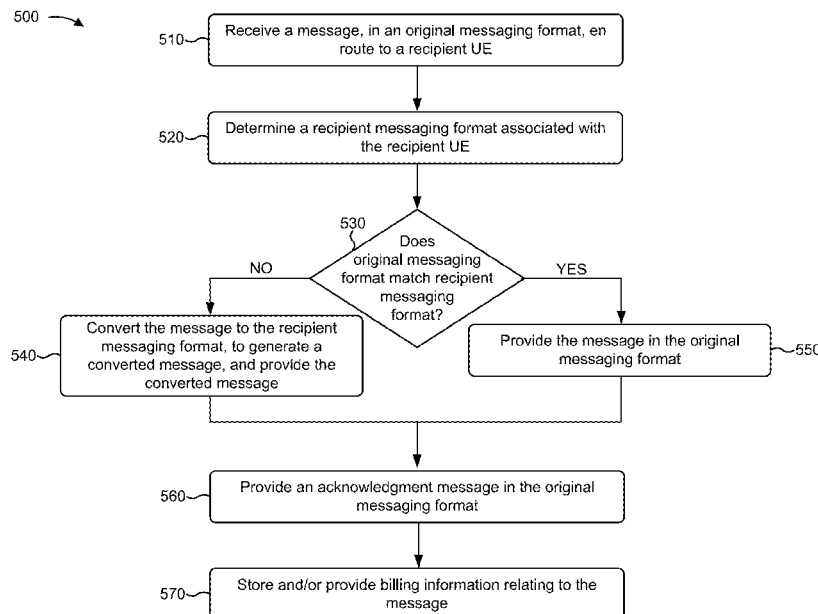 500
510
Receive a message, in an original messaging format, en
route to a recipient UE
520
Determine a recipient messaging format associated with
the recipient UE
530
Does
original messaging
format match recipient
messaging
format?
NO
YES
540
Convert the message to the recipient
messaging format, to generate a
converted message, and provide the
converted message
Provide the message in the original
messaging format
550
560
Provide an acknowledgment message in the original
messaging format
570
Store and/or provide billing information relating to the
message